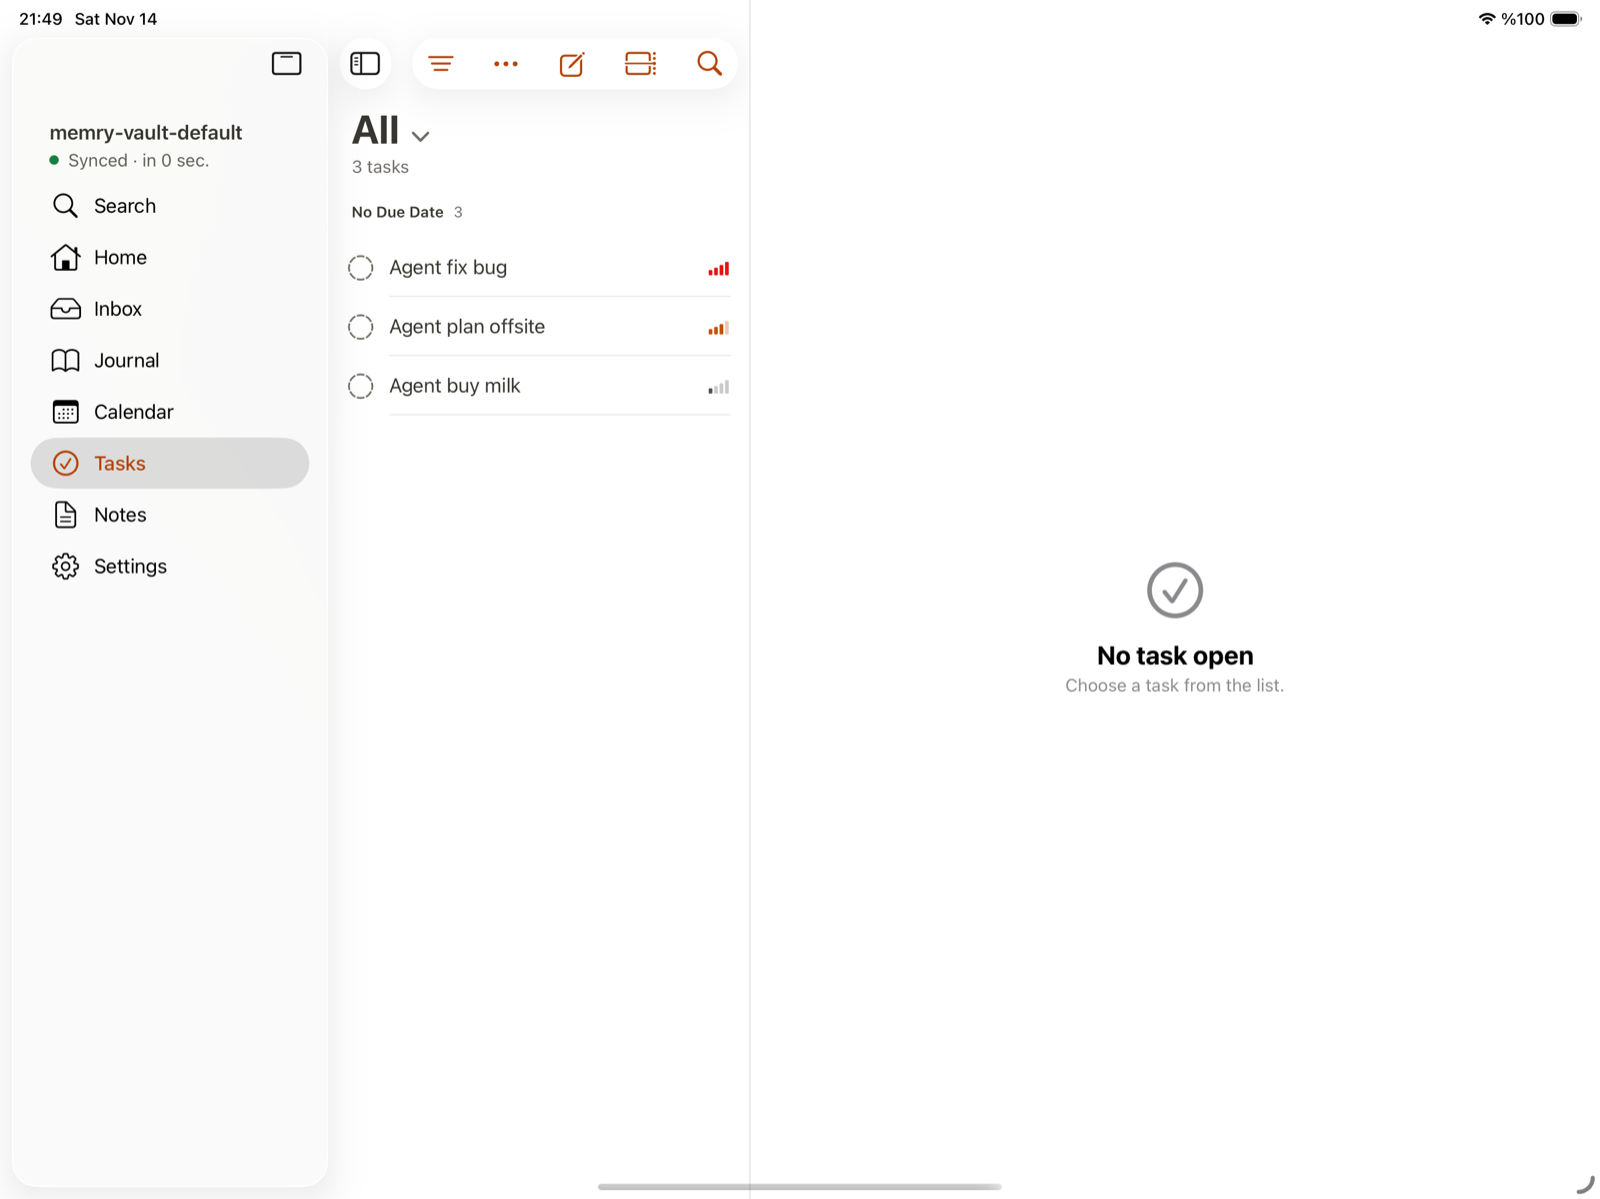 21:49 Sat Nov 14
%100
memry-vault-default
Synced · in 0 sec.
Search
Home
Inbox
Journal
Calendar
Tasks
Notes
Settings
All
3 tasks
No Due Date 3
Agent fix bug
Agent plan offsite
Agent buy milk
No task open
Choose a task from the list.